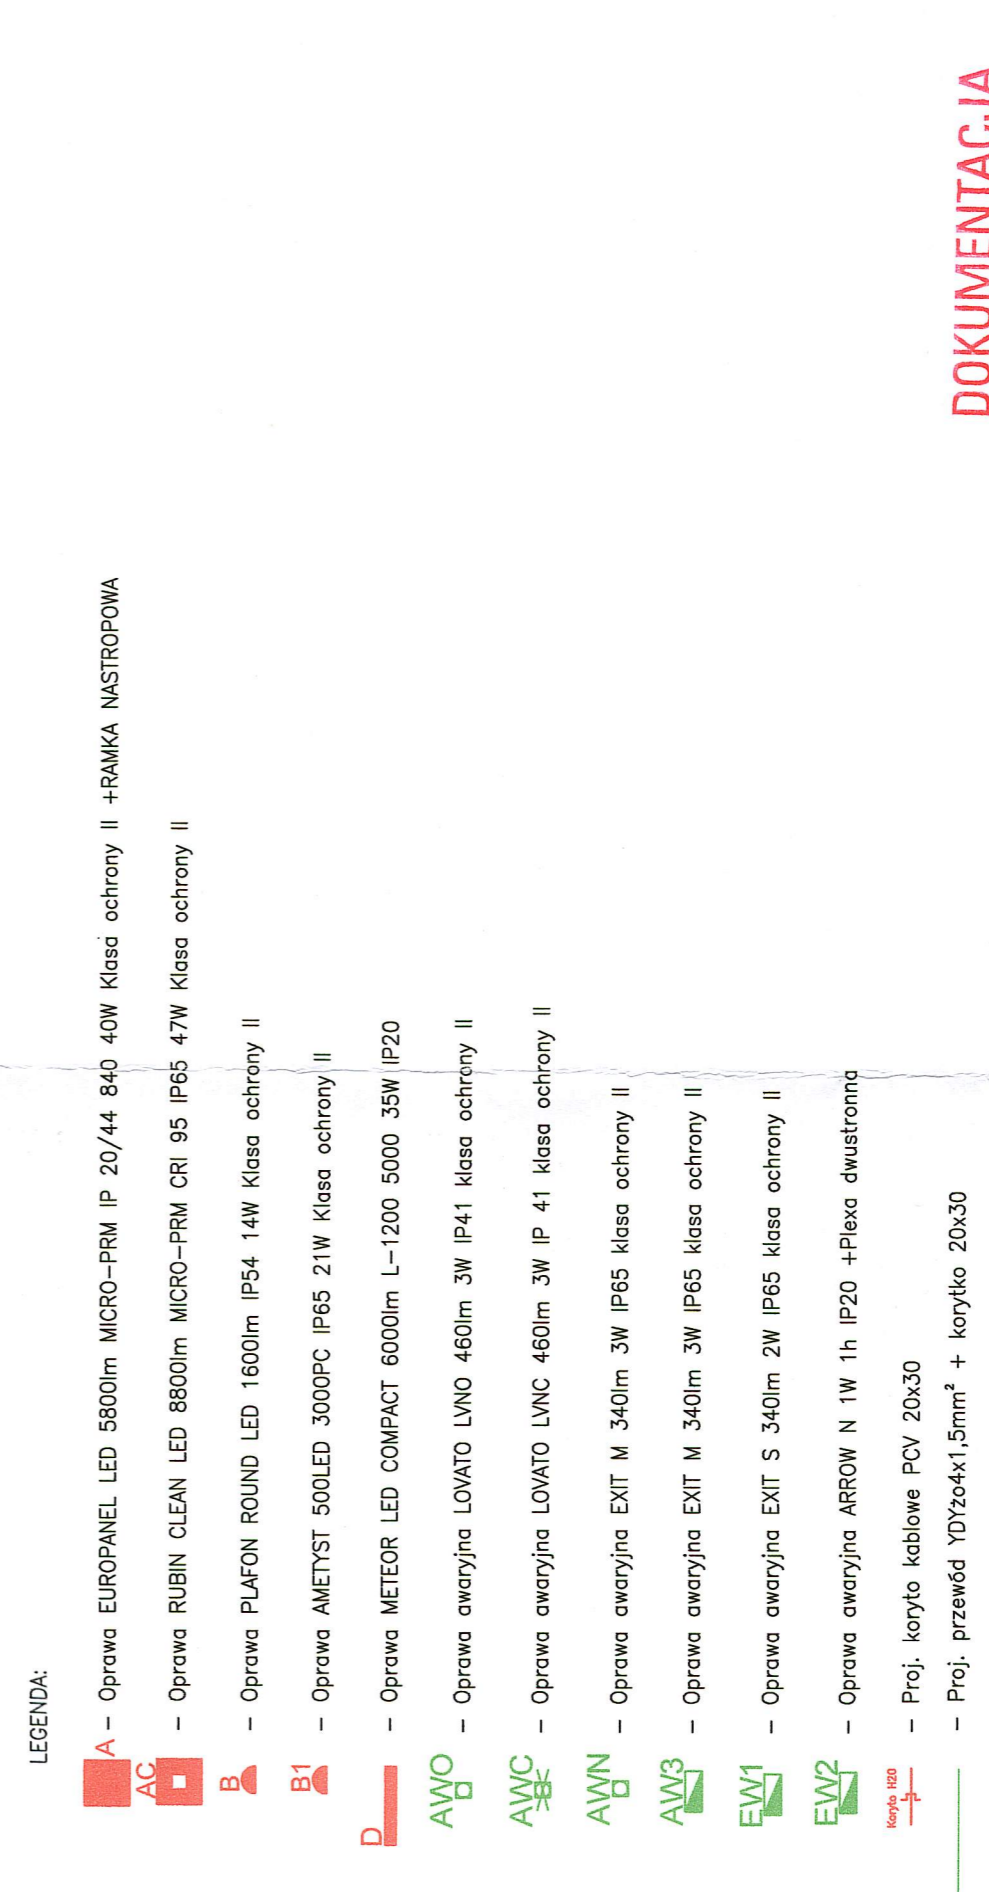 LEGENDA:
A – Oprawa EUROPANEL LED 5800lm MICRO–PRM IP 20/44 840 40W Klasa ochrony II +RAMKA NASTROPOWA
AC – Oprawa RUBIN CLEAN LED 8800lm MICRO–PRM CRI 95 IP65 47W Klasa ochrony II
B – Oprawa PLAFON ROUND LED 1600lm IP54 14W Klasa ochrony II
B1 – Oprawa AMETYST 500LED 3000PC IP65 21W Klasa ochrony II
D – Oprawa METEOR LED COMPACT 6000lm L–1200 5000 35W IP20
AWO – Oprawa awaryjna LOVATO LVNO 460lm 3W IP41 klasa ochrony II
AWC – Oprawa awaryjna LOVATO LVNC 460lm 3W IP 41 klasa ochrony II
AWN – Oprawa awaryjna EXIT M 340lm 3W IP65 klasa ochrony II
AW3 – Oprawa awaryjna EXIT M 340lm 3W IP65 klasa ochrony II
EW1 – Oprawa awaryjna EXIT S 340lm 2W IP65 klasa ochrony II
EW2 – Oprawa awaryjna ARROW N 1W 1h IP20 +Plexa dwustronna
Koryto H20 – Proj. koryto kablowe PCV 20x30
– Proj. przewód YDYżo4x1,5mm² + korytko 20x30
DOKUMENTACJA